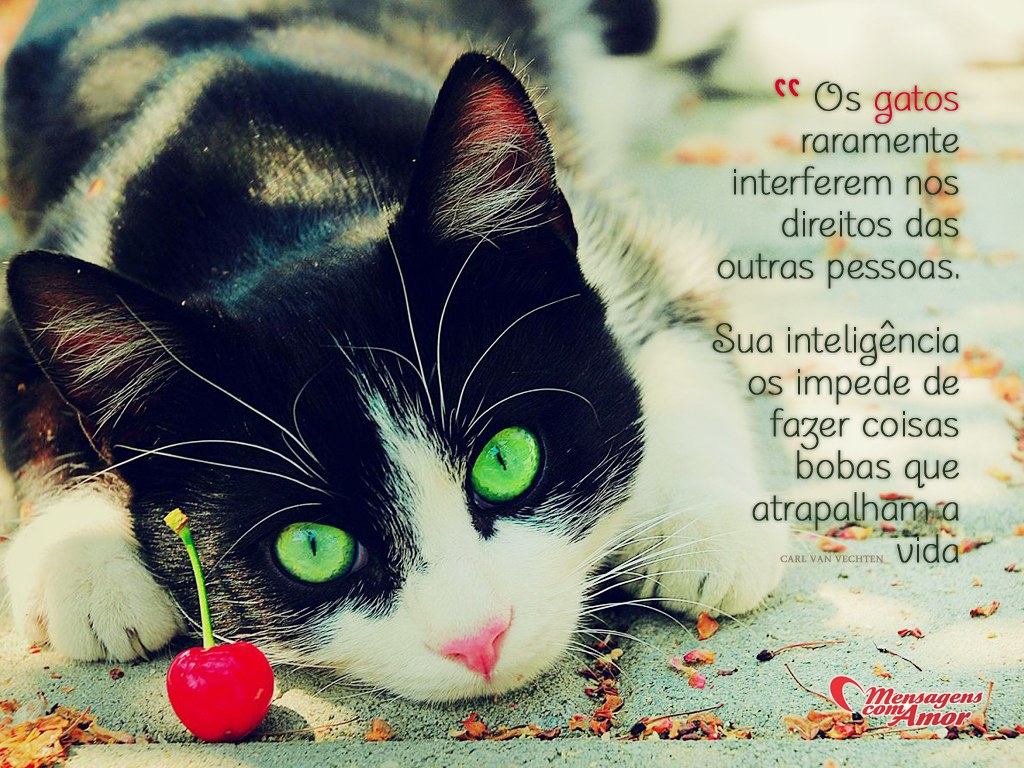 “ Os gatos
raramente
interferem nos
direitos das
outras pessoas.
Sua inteligência
os impede de
fazer coisas
bobas que
atrapalham a
vida
CARL VAN VECHTEN
Mensagens
com Amor